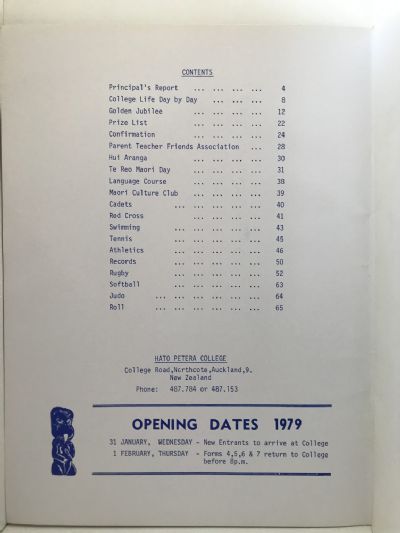 CONTENTS
Principal's Report ... ... ... ... 4
College Life Day by Day ... ... ... 8
Golden Jubilee ... ... ... ... 12
Prize List ... ... ... ... 22
Confirmation ... ... ... ... 24
Parent Teacher Friends Association ... 28
Hui Aranga ... ... ... ... 30
Te Reo Maori Day ... ... ... ... 31
Language Course ... ... ... ... 38
Maori Culture Club ... ... ... ... 39
Cadets ... ... ... ... ... 40
Red Cross ... ... ... ... 41
Swimming ... ... ... ... ... 43
Tennis ... ... ... ... ... 45
Athletics ... ... ... ... ... 46
Records ... ... ... ... ... 50
Rugby ... ... ... ... ... 52
Softball ... ... ... ... ... 63
Judo ... ... ... ... ... ... 64
Roll ... ... ... ... ... ... 65
HATO PETERA COLLEGE
College Road,Northcote,Auckland,9.
New Zealand
Phone: 487.784 or 487.153
OPENING DATES 1979
31 JANUARY, WEDNESDAY - New Entrants to arrive at College
1 FEBRUARY, THURSDAY - Forms 4,5,6 & 7 return to College
before 8p.m.